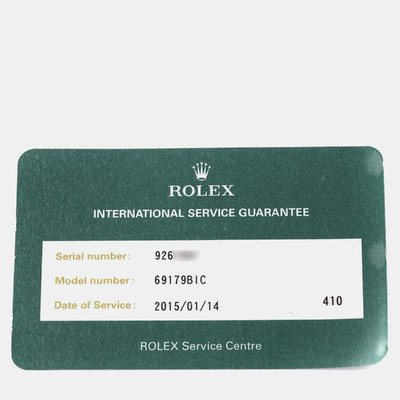 ROLEX
INTERNATIONAL SERVICE GUARANTEE
Serial number: 926
Model number: 69179BIC
Date of Service: 2015/01/14 410
ROLEX Service Centre